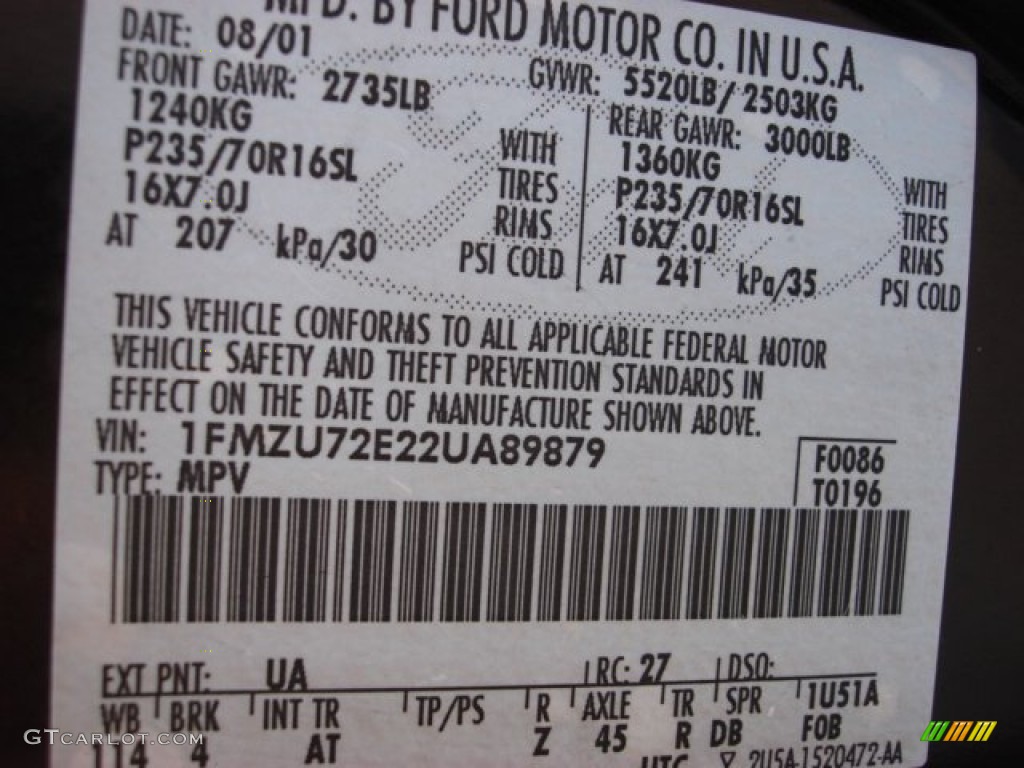 MFD. BY FORD MOTOR CO. IN U.S.A.
DATE: 08/01 GVWR: 5520LB/ 2503KG
FRONT GAWR: 2735LB REAR GAWR: 3000LB
1240KG WITH 1360KG WITH
P235/70R16SL TIRES P235/70R16SL TIRES
16X7.0J RIMS 16X7.0J RIMS
AT 207 kPa/30 PSI COLD AT 241 kPa/35 PSI COLD
THIS VEHICLE CONFORMS TO ALL APPLICABLE FEDERAL MOTOR
VEHICLE SAFETY AND THEFT PREVENTION STANDARDS IN
EFFECT ON THE DATE OF MANUFACTURE SHOWN ABOVE.
VIN: 1FMZU72E22UA89879 F0086
TYPE: MPV T0196
EXT PNT: UA RC: 27 DSO:
WB BRK INT TR TP/PS R AXLE TR SPR 1U51A
114 4 AT Z 45 R DB FOB
UTC 2U5A-1520472-AA
GTCARLOT.COM